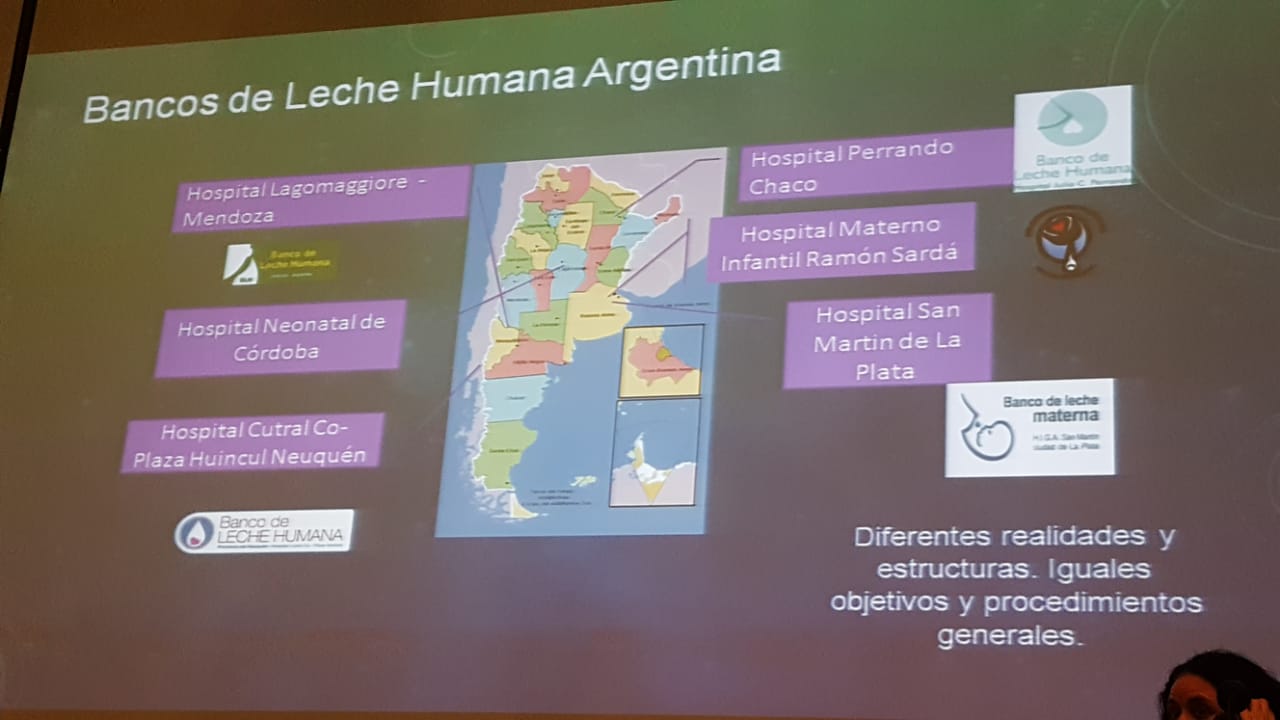 Bancos de Leche Humana Argentina
Hospital Lagomaggiore -
Mendoza
Banco de
Leche Humana
Hospital Neonatal de
Córdoba
Hospital Cutral Co-
Plaza Huincul Neuquén
Banco de
LECHE HUMANA
Hospital Perrando
Chaco
Banco de
Leche Humana
Hospital Materno
Infantil Ramón Sardá
Hospital San
Martin de La
Plata
Banco de leche
materna
H.I.G.A. San Martín
ciudad de La Plata
Diferentes realidades y
estructuras. Iguales
objetivos y procedimientos
generales.